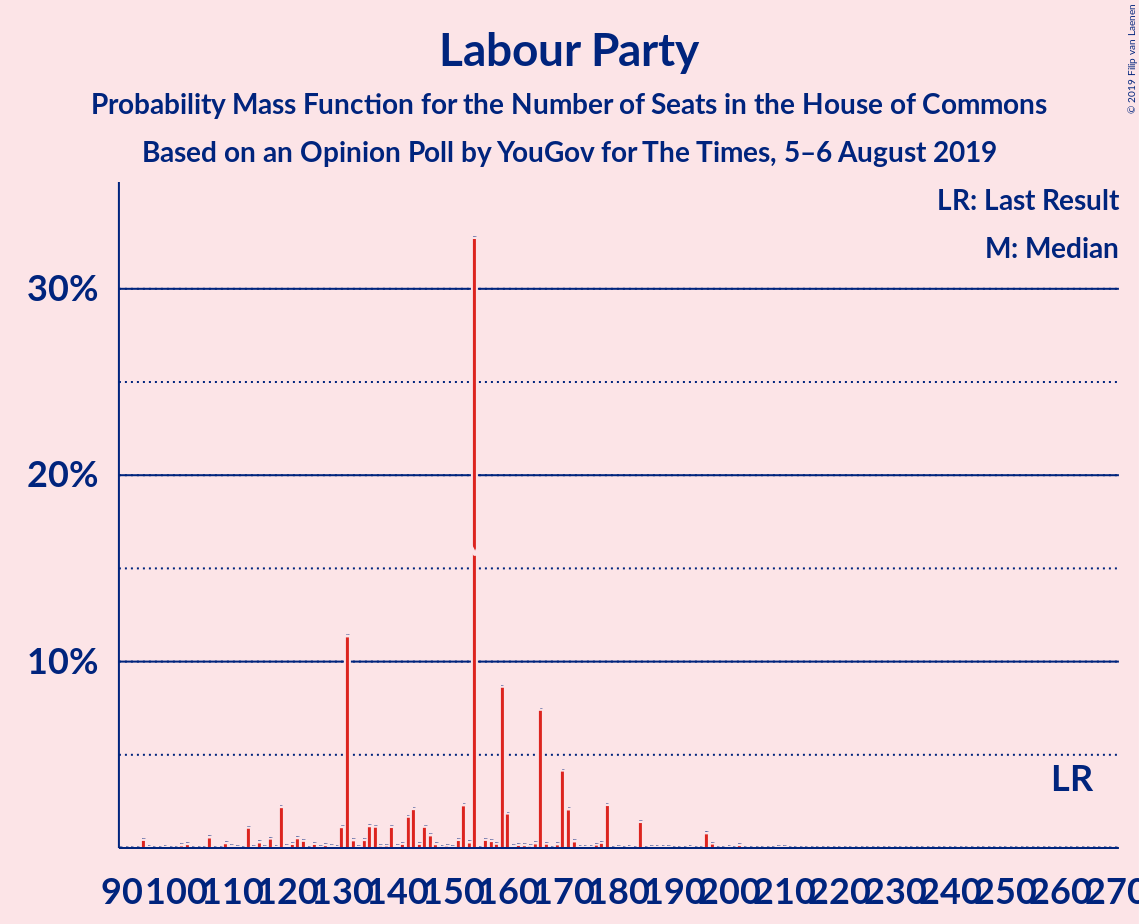 Labour Party
Probability Mass Function for the Number of Seats in the House of Commons
Based on an Opinion Poll by YouGov for The Times, 5–6 August 2019
© 2019 Filip van Laenen
LR: Last Result
M: Median
30%
20%
10%
LR
90 100 110 120 130 140 150 160 170 180 190 200 210 220 230 240 250 260 270